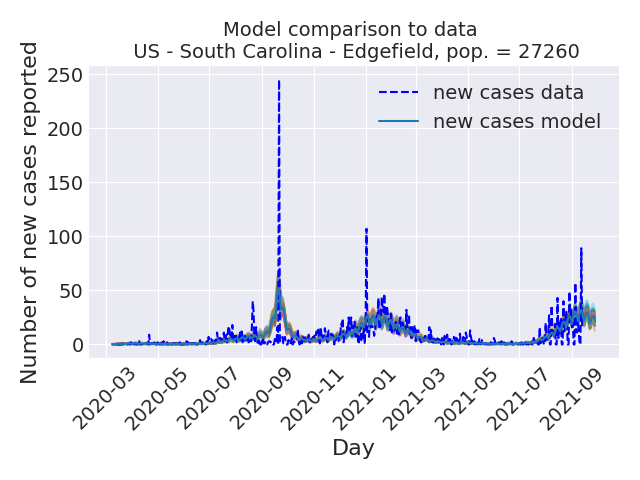 Model comparison to data
US - South Carolina - Edgefield, pop. = 27260
Number of new cases reported
250
200
150
100
50
0
new cases data
new cases model
2020-03
2020-05
2020-07
2020-09
2020-11
2021-01
2021-03
2021-05
2021-07
2021-09
Day